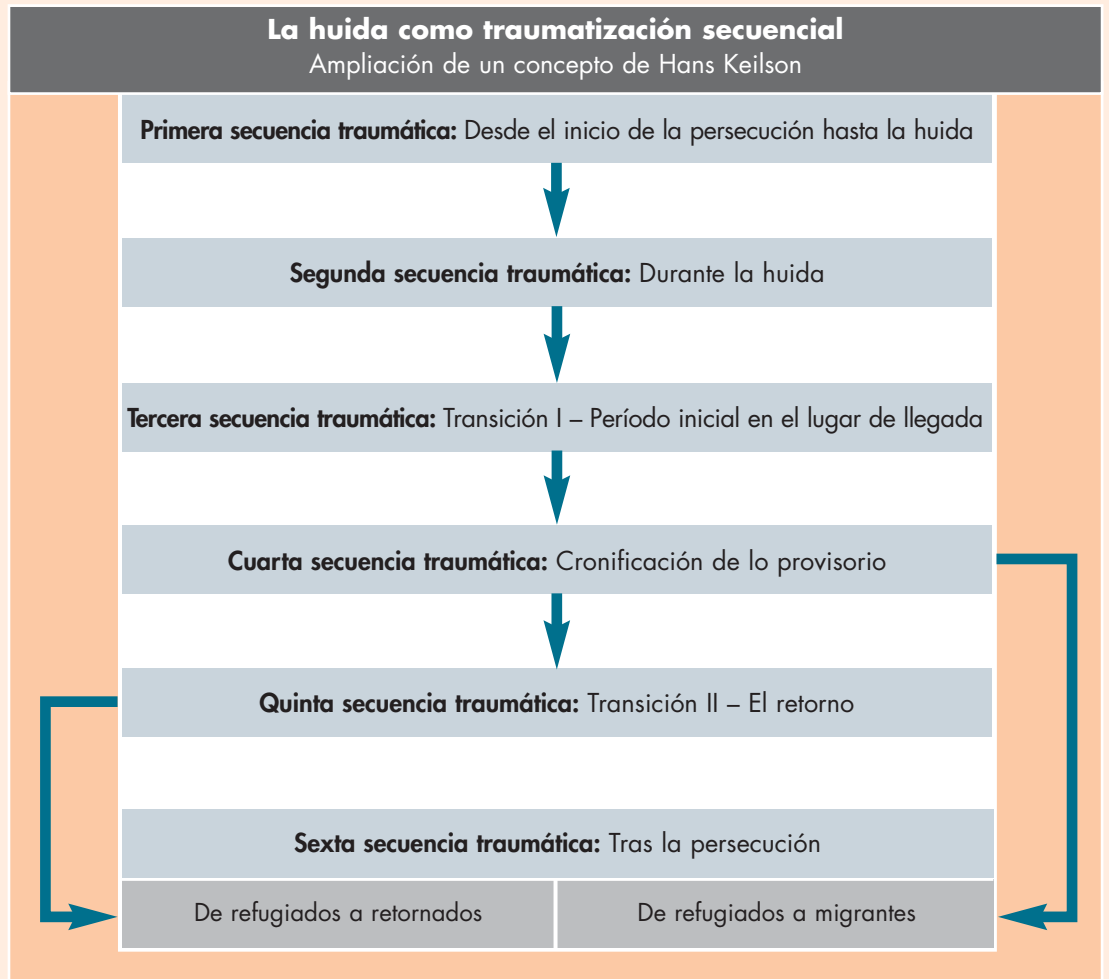 La huida como traumatización secuencial
Ampliación de un concepto de Hans Keilson
Primera secuencia traumática: Desde el inicio de la persecución hasta la huida
Segunda secuencia traumática: Durante la huida
Tercera secuencia traumática: Transición I – Período inicial en el lugar de llegada
Cuarta secuencia traumática: Cronificación de lo provisorio
Quinta secuencia traumática: Transición II – El retorno
Sexta secuencia traumática: Tras la persecución
De refugiados a retornados
De refugiados a migrantes